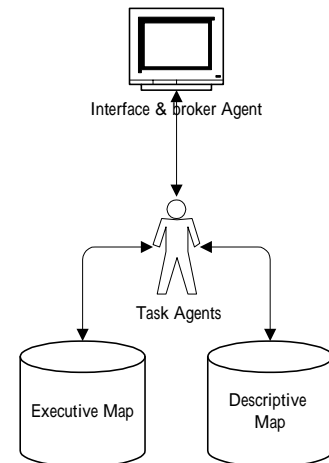 Interface & broker Agent
Task Agents
Executive Map
Descriptive
Map